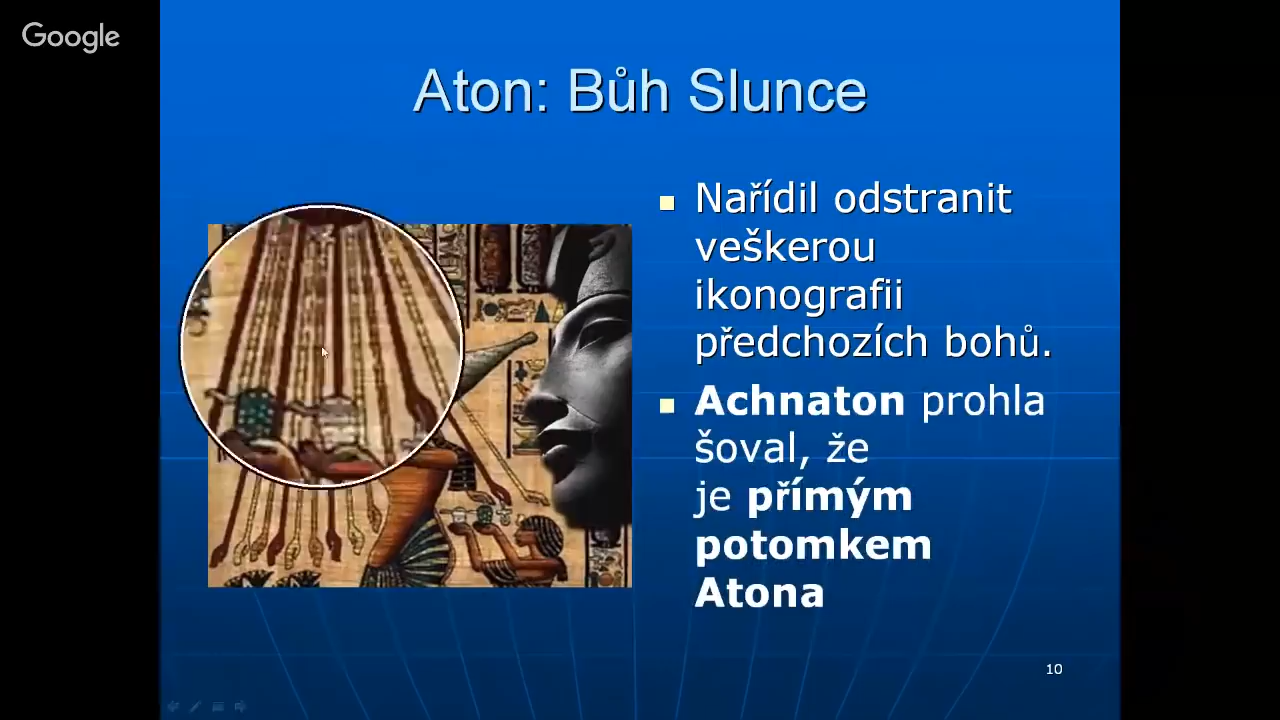 Google
Aton: Bůh Slunce
Nařídil odstranit
veškerou
ikonografii
předchozích bohů.
Achnaton prohla
šoval, že
je přímým
potomkem
Atona
10